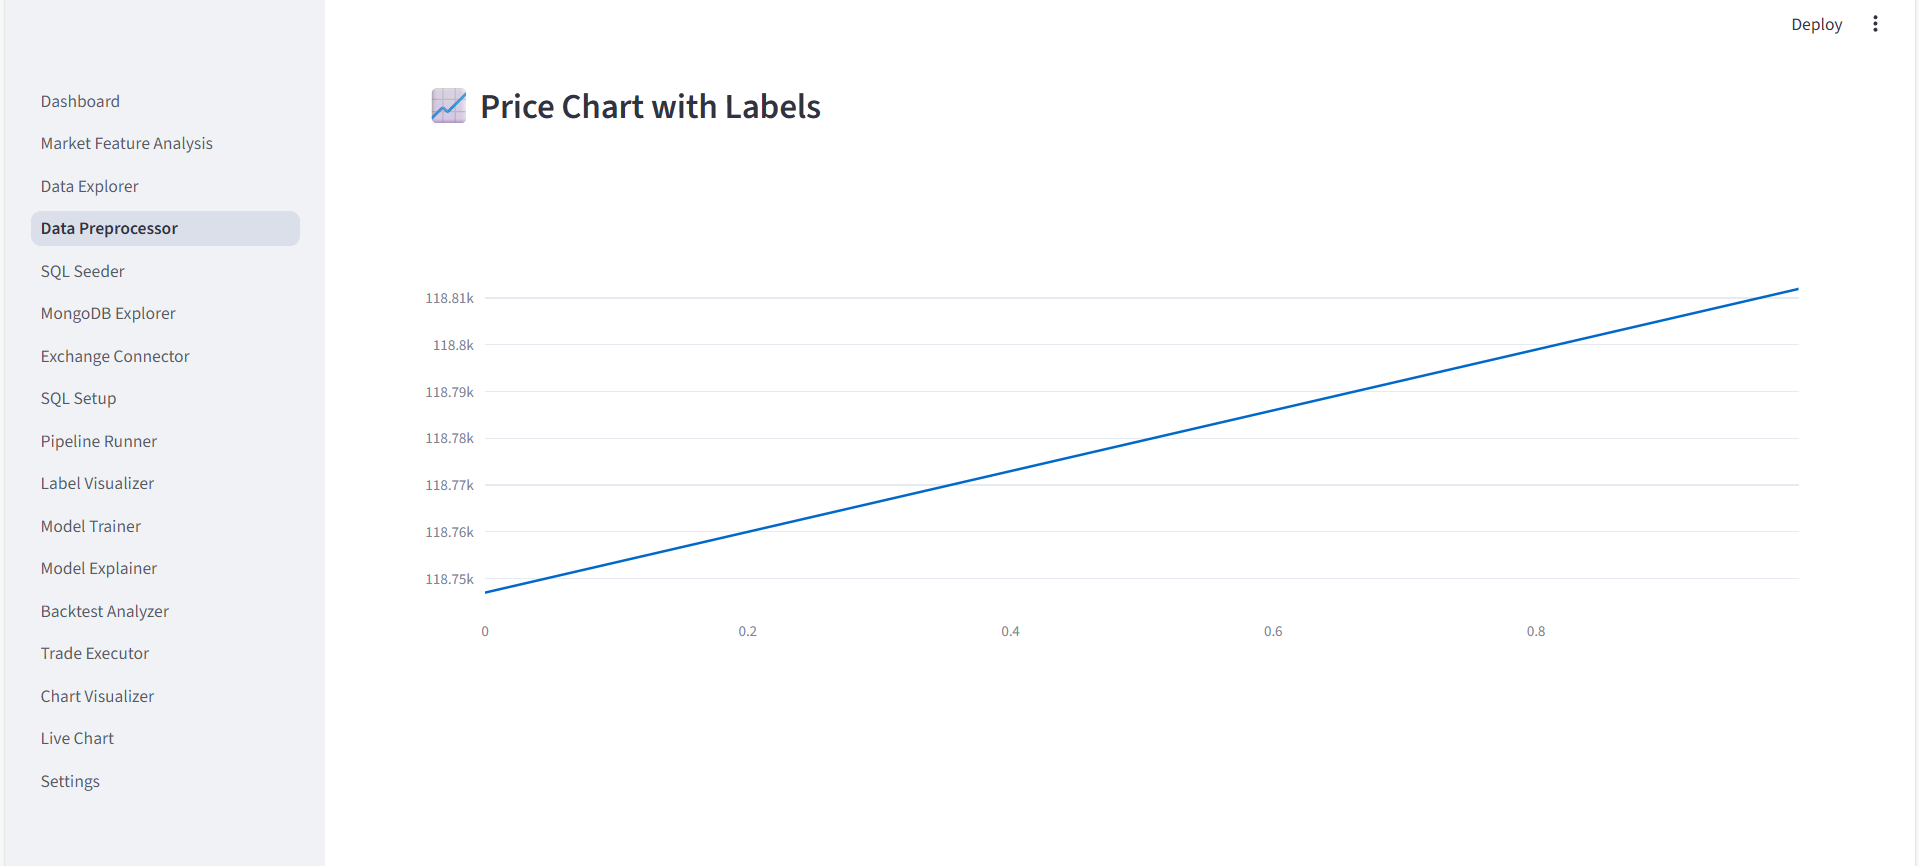 Deploy
Dashboard
Market Feature Analysis
Data Explorer
Data Preprocessor
SQL Seeder
MongoDB Explorer
Exchange Connector
SQL Setup
Pipeline Runner
Label Visualizer
Model Trainer
Model Explainer
Backtest Analyzer
Trade Executor
Chart Visualizer
Live Chart
Settings
Price Chart with Labels
118.81k
118.8k
118.79k
118.78k
118.77k
118.76k
118.75k
0 0.2 0.4 0.6 0.8